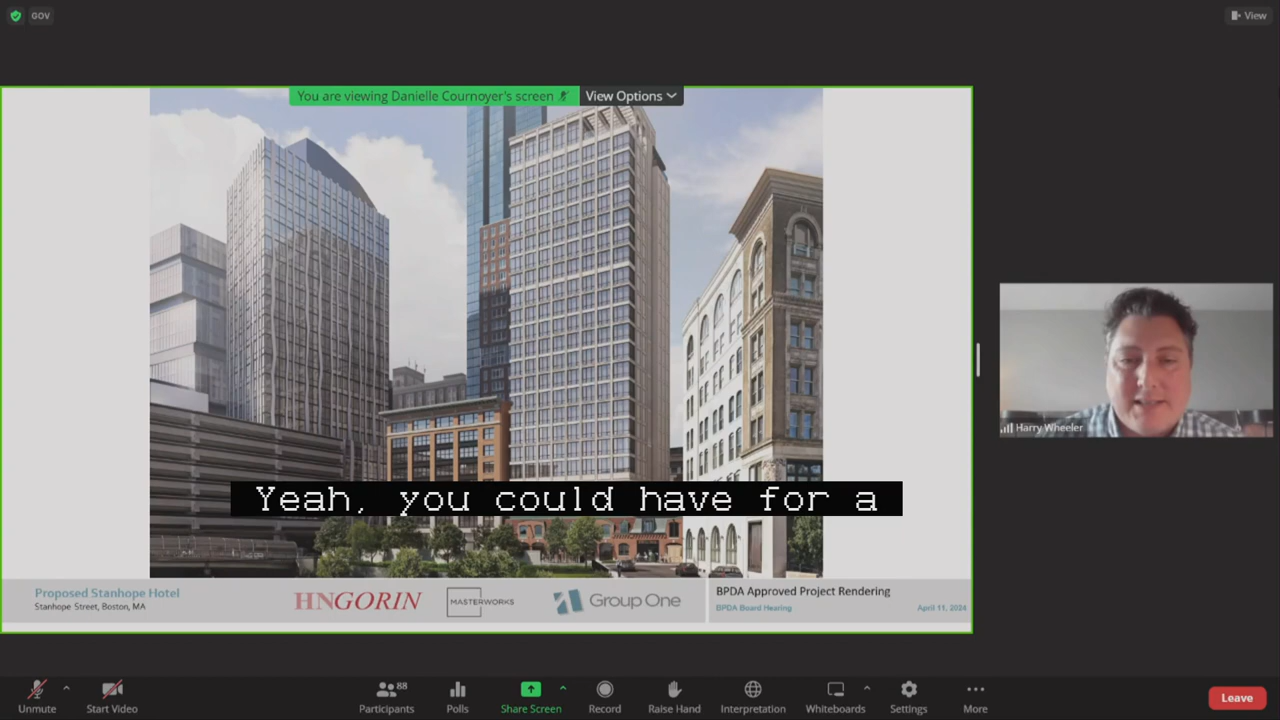 GOV
View
You are viewing Danielle Cournoyer's screen
View Options
Harry Wheeler
Yeah, you could have for a
Proposed Stanhope Hotel
Stanhope Street, Boston, MA
HNGORIN
MASTERWORKS
Group One
BPDA Approved Project Rendering
BPDA Board Hearing
April 11, 2024
Unmute
Start Video
Participants
88
Polls
Share Screen
Record
Raise Hand
Interpretation
Whiteboards
Settings
More
Leave